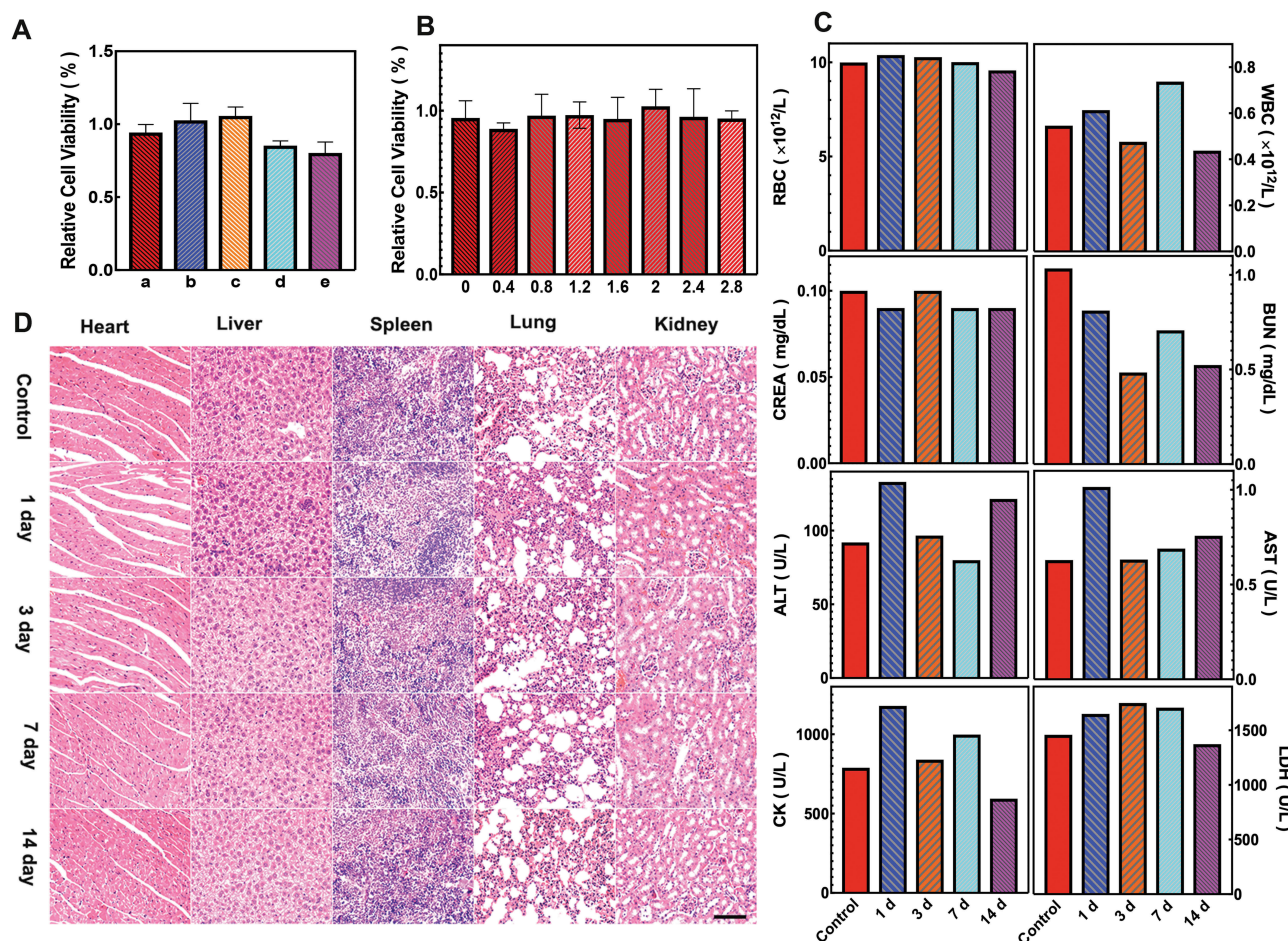 A
Relative Cell Viability ( % )
1.5
1.0
0.5
0.0
a b c d e
B
Relative Cell Viability ( % )
1.5
1.0
0.5
0.0
0 0.4 0.8 1.2 1.6 2 2.4 2.8
C
RBC ( ×10¹²/L )
10
5
0
WBC ( ×10¹²/L )
0.8
0.6
0.4
0.2
0.0
CREA ( mg/dL )
0.10
0.05
0.00
BUN ( mg/dL )
1.0
0.5
0.0
ALT ( U/L )
100
50
0
AST ( U/L )
1.0
0.5
0.0
CK ( U/L )
1000
500
0
LDH ( U/L )
1500
1000
500
0
Control 1 d 3 d 7 d 14 d
Control 1 d 3 d 7 d 14 d
D
Heart Liver Spleen Lung Kidney
Control
1 day
3 day
7 day
14 day